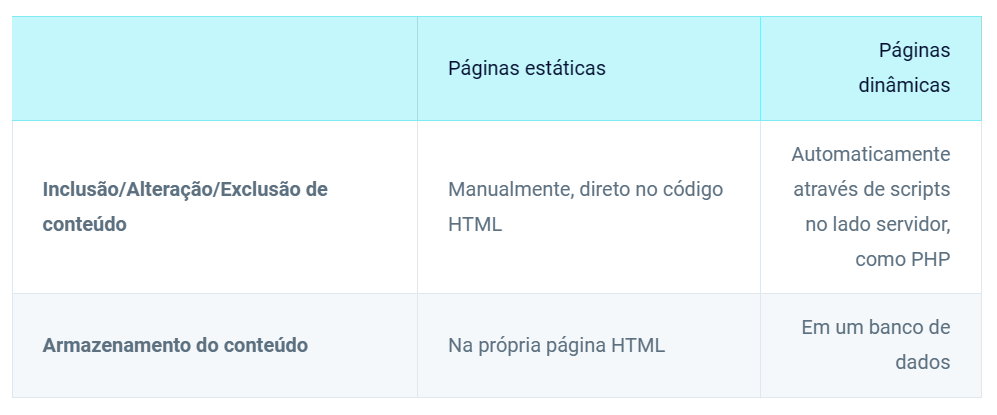 Páginas estáticas
Páginas
dinâmicas
Inclusão/Alteração/Exclusão de
conteúdo
Manualmente, direto no código
HTML
Automaticamente
através de scripts
no lado servidor,
como PHP
Armazenamento do conteúdo
Na própria página HTML
Em um banco de
dados